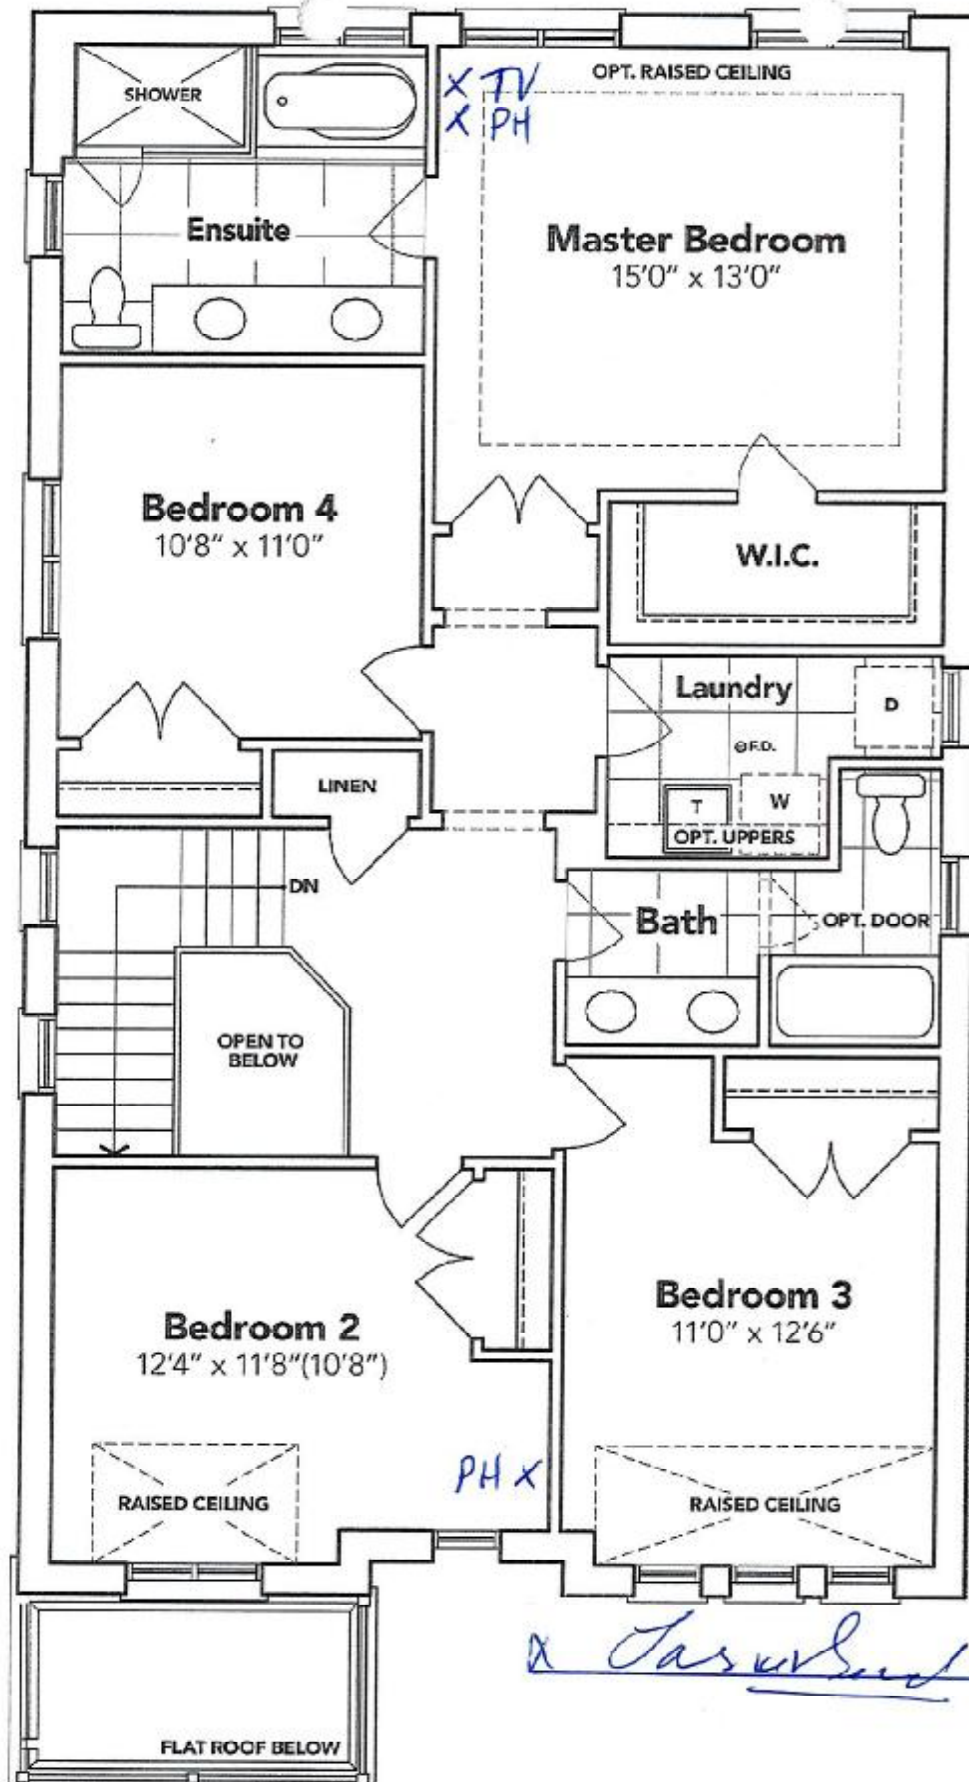 OPT. RAISED CEILING
SHOWER
X TV
X PH
Ensuite
Master Bedroom
15'0" x 13'0"
Bedroom 4
10'8" x 11'0"
W.I.C.
Laundry
D
F.D.
LINEN
T
W
OPT. UPPERS
DN
Bath
OPT. DOOR
OPEN TO
BELOW
Bedroom 3
11'0" x 12'6"
Bedroom 2
12'4" x 11'8"(10'8")
PH X
RAISED CEILING
RAISED CEILING
X
FLAT ROOF BELOW